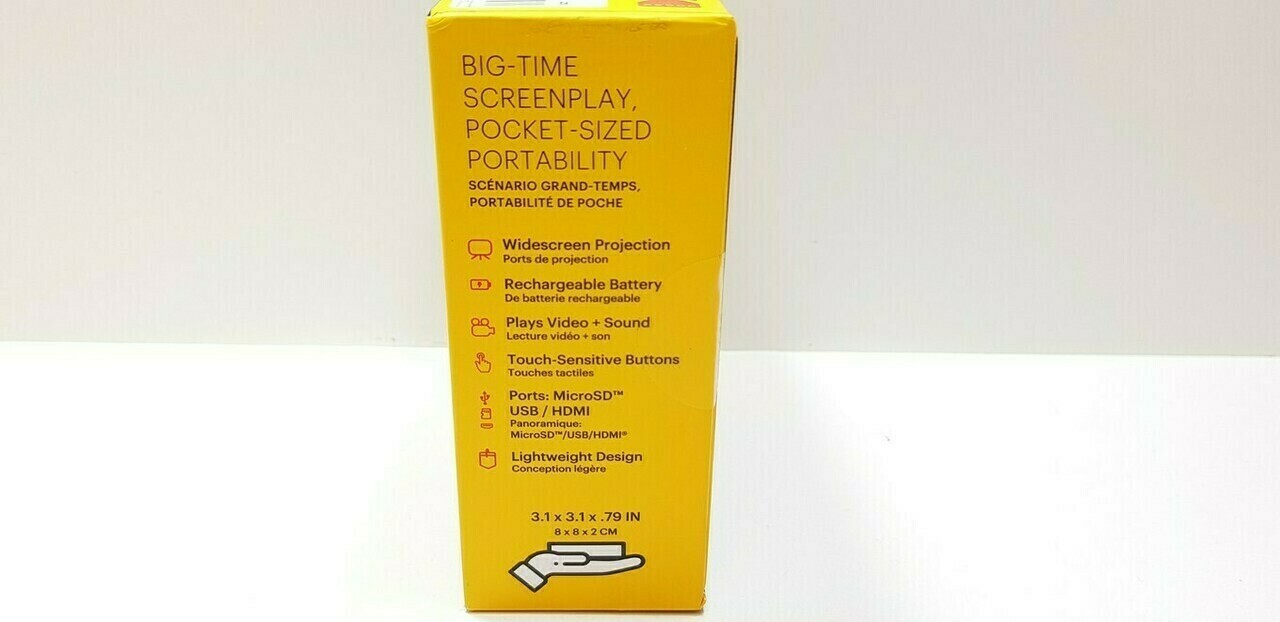 BIG-TIME
SCREENPLAY,
POCKET-SIZED
PORTABILITY
SCÉNARIO GRAND-TEMPS,
PORTABILITÉ DE POCHE
Widescreen Projection
Ports de projection
Rechargeable Battery
De batterie rechargeable
Plays Video + Sound
Lecture vidéo + son
Touch-Sensitive Buttons
Touches tactiles
Ports: MicroSD™
USB / HDMI
Panoramique:
MicroSD™/USB/HDMI®
Lightweight Design
Conception légère
3.1 x 3.1 x .79 IN
8 x 8 x 2 CM